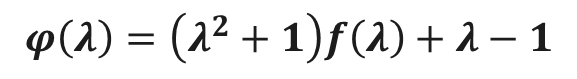 φ(λ) = (λ² + 1)f(λ) + λ − 1